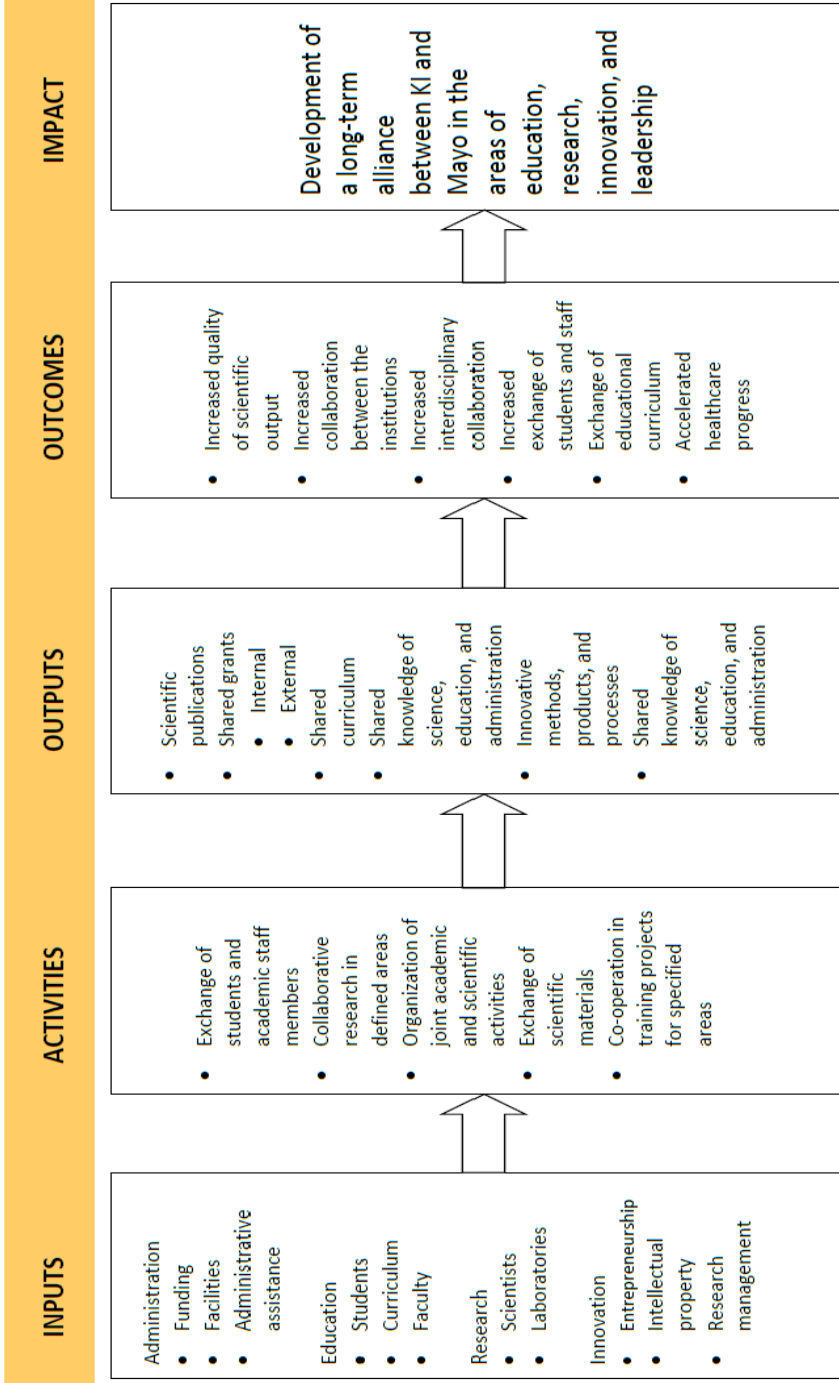 INPUTS
Administration
• Funding
• Facilities
• Administrative
assistance
Education
• Students
• Curriculum
• Faculty
Research
• Scientists
• Laboratories
Innovation
• Entrepreneurship
• Intellectual
property
• Research
management
ACTIVITIES
• Exchange of
students and
academic staff
members
• Collaborative
research in
defined areas
• Organization of
joint academic
and scientific
activities
• Exchange of
scientific
materials
• Co-operation in
training projects
for specified
areas
OUTPUTS
• Scientific
publications
• Shared grants
• Internal
• External
• Shared
curriculum
• Shared
knowledge of
science,
education, and
administration
• Innovative
methods,
products, and
processes
• Shared
knowledge of
science,
education, and
administration
OUTCOMES
• Increased quality
of scientific
output
• Increased
collaboration
between the
institutions
• Increased
interdisciplinary
collaboration
• Increased
exchange of
students and staff
• Exchange of
educational
curriculum
• Accelerated
healthcare
progress
IMPACT
Development of
a long-term
alliance
between KI and
Mayo in the
areas of
education,
research,
innovation, and
leadership